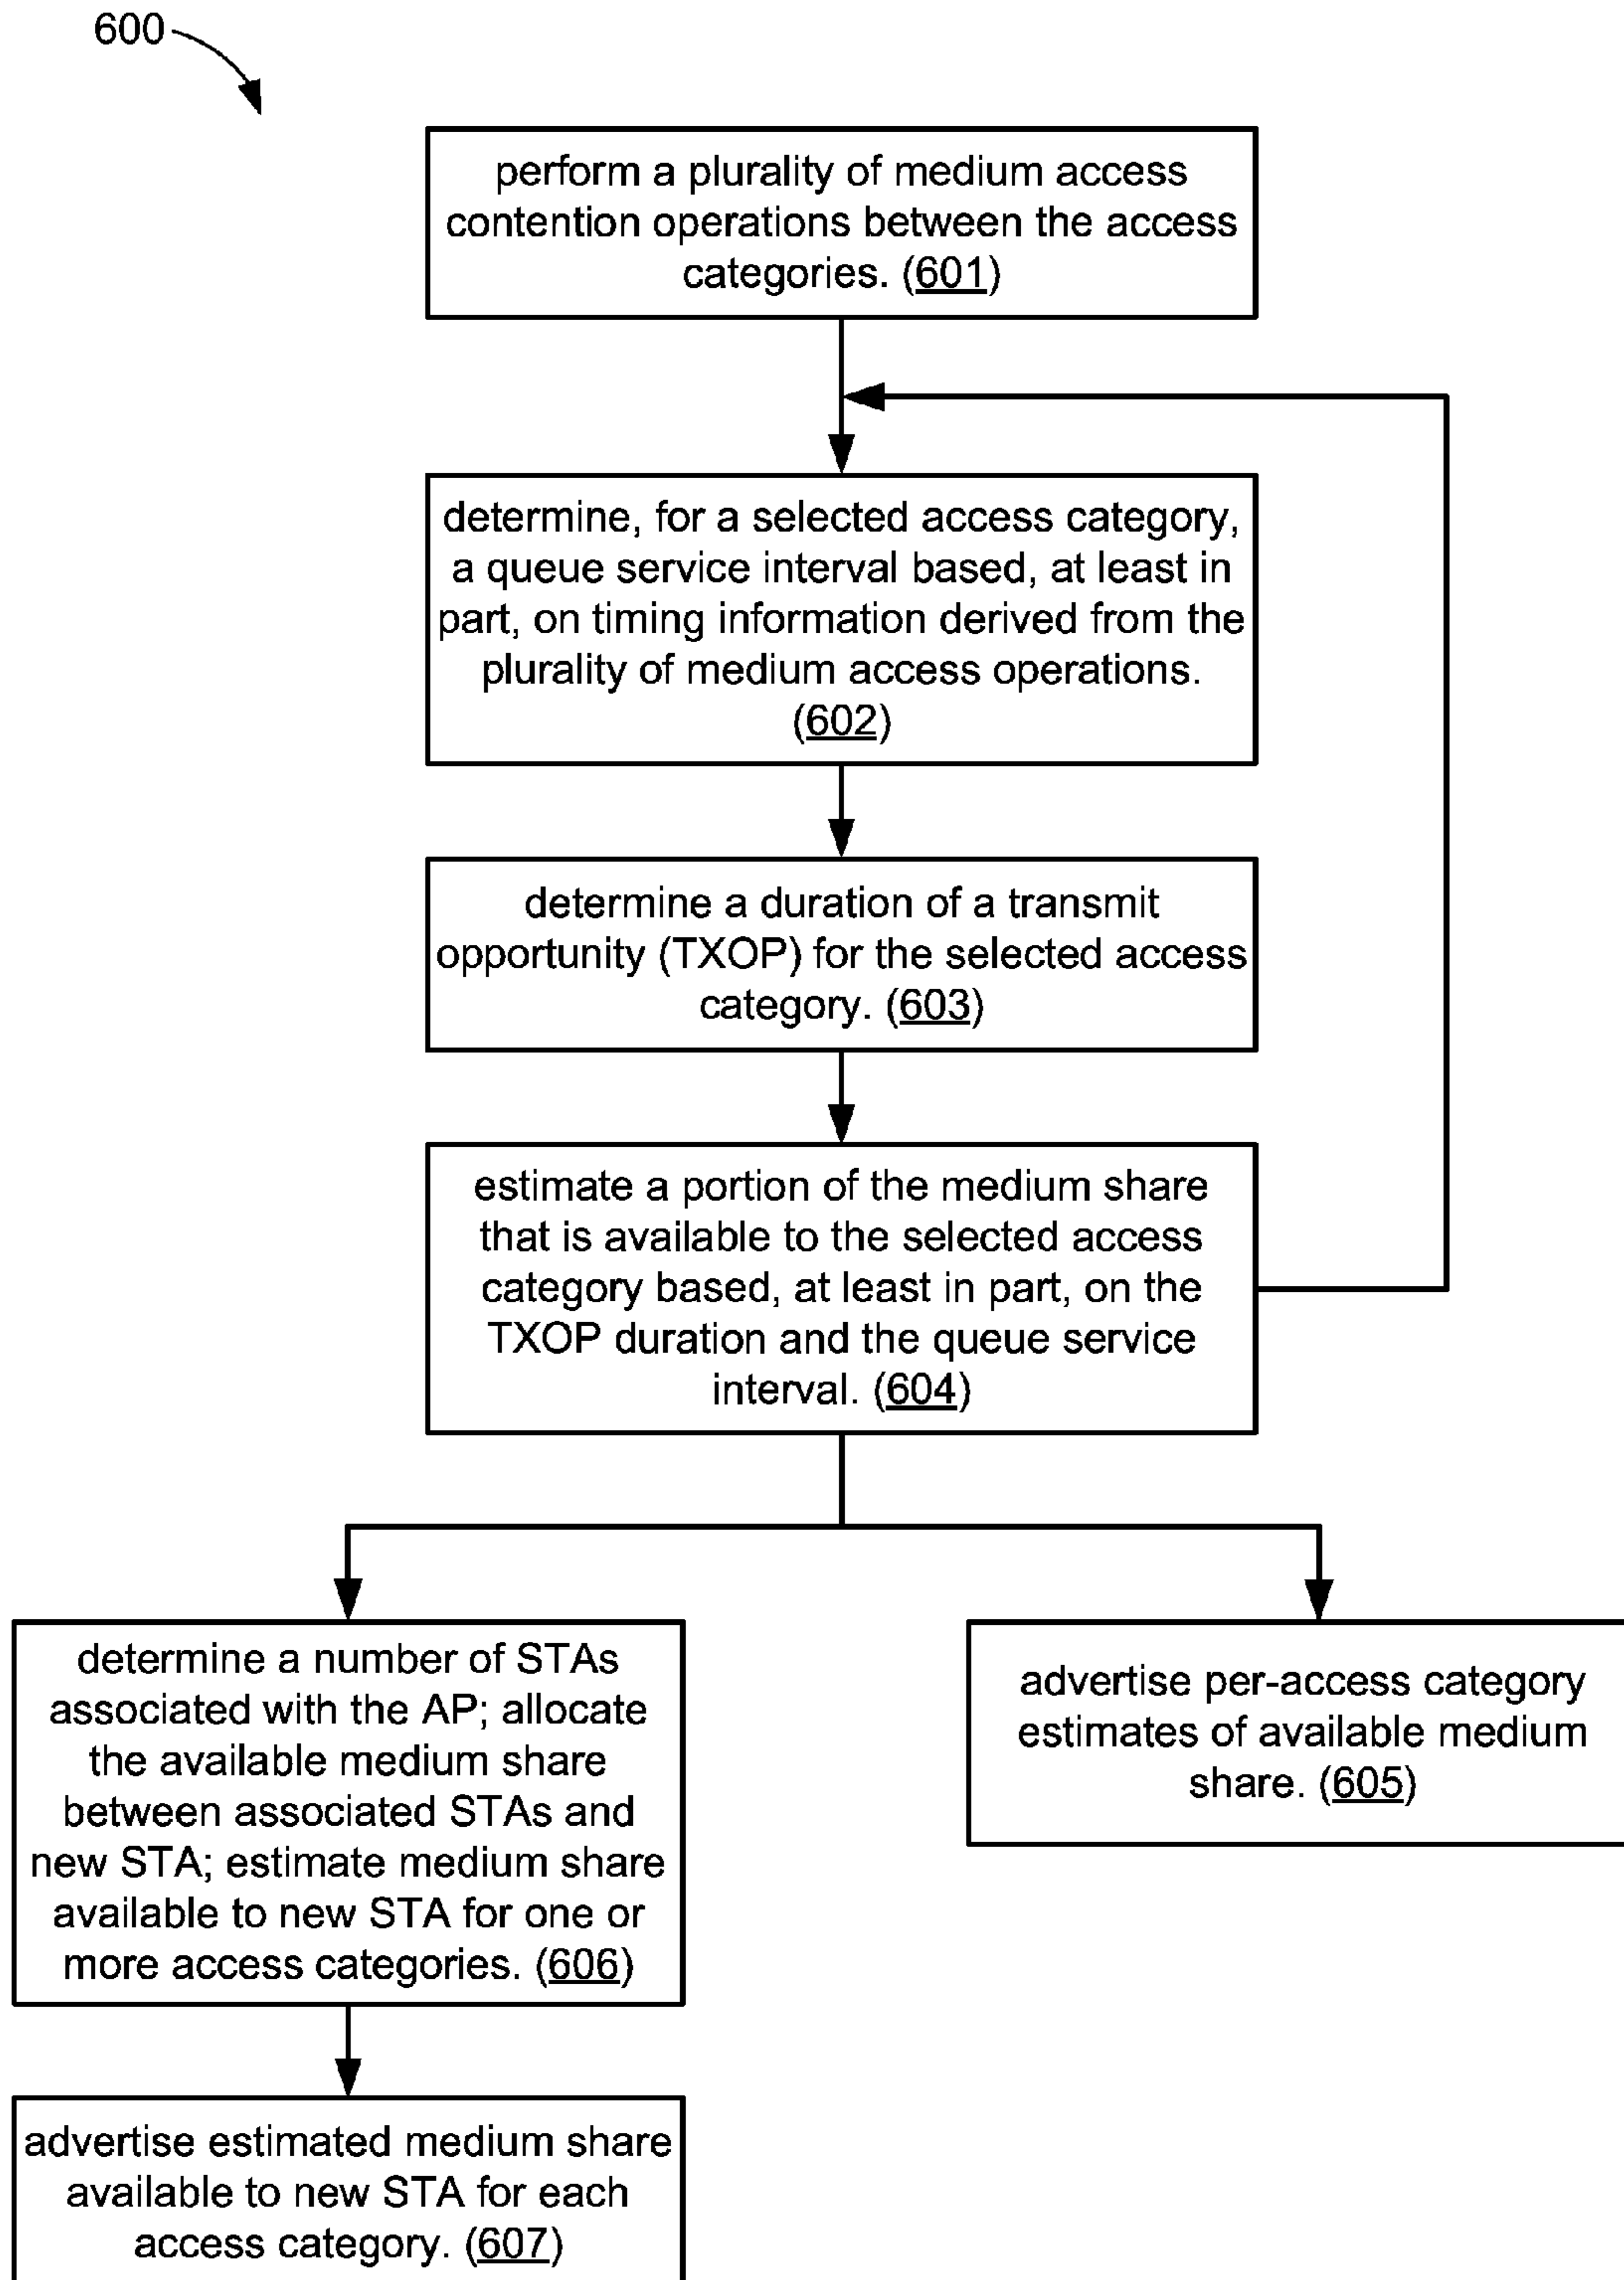 600
perform a plurality of medium access
contention operations between the access
categories. (601)
determine, for a selected access category,
a queue service interval based, at least in
part, on timing information derived from the
plurality of medium access operations.
(602)
determine a duration of a transmit
opportunity (TXOP) for the selected access
category. (603)
estimate a portion of the medium share
that is available to the selected access
category based, at least in part, on the
TXOP duration and the queue service
interval. (604)
determine a number of STAs
associated with the AP; allocate
the available medium share
between associated STAs and
new STA; estimate medium share
available to new STA for one or
more access categories. (606)
advertise per-access category
estimates of available medium
share. (605)
advertise estimated medium share
available to new STA for each
access category. (607)